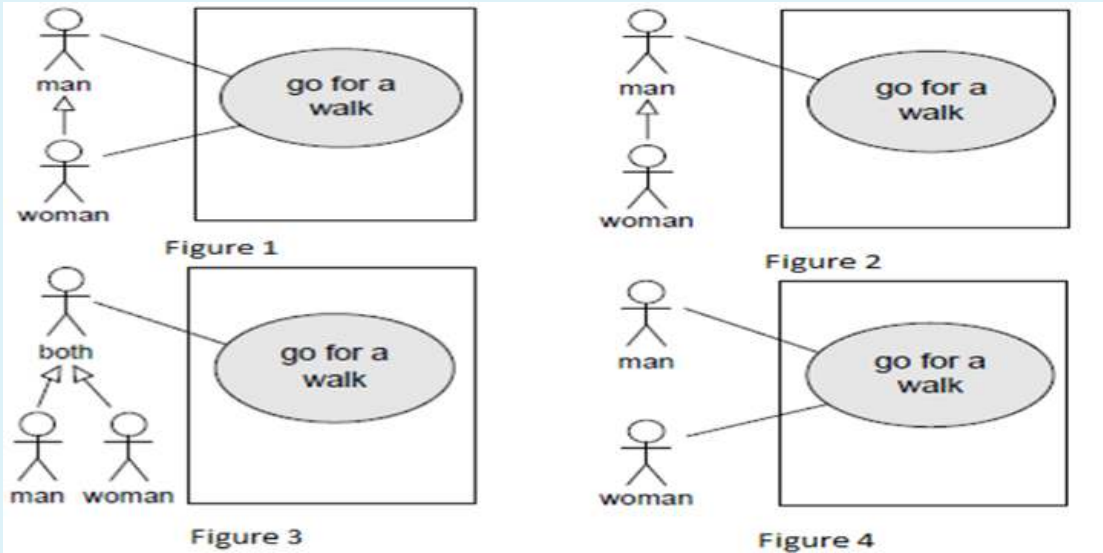 man
go for a
walk
woman
Figure 1
man
go for a
walk
woman
Figure 2
both
go for a
walk
man woman
Figure 3
man
go for a
walk
woman
Figure 4